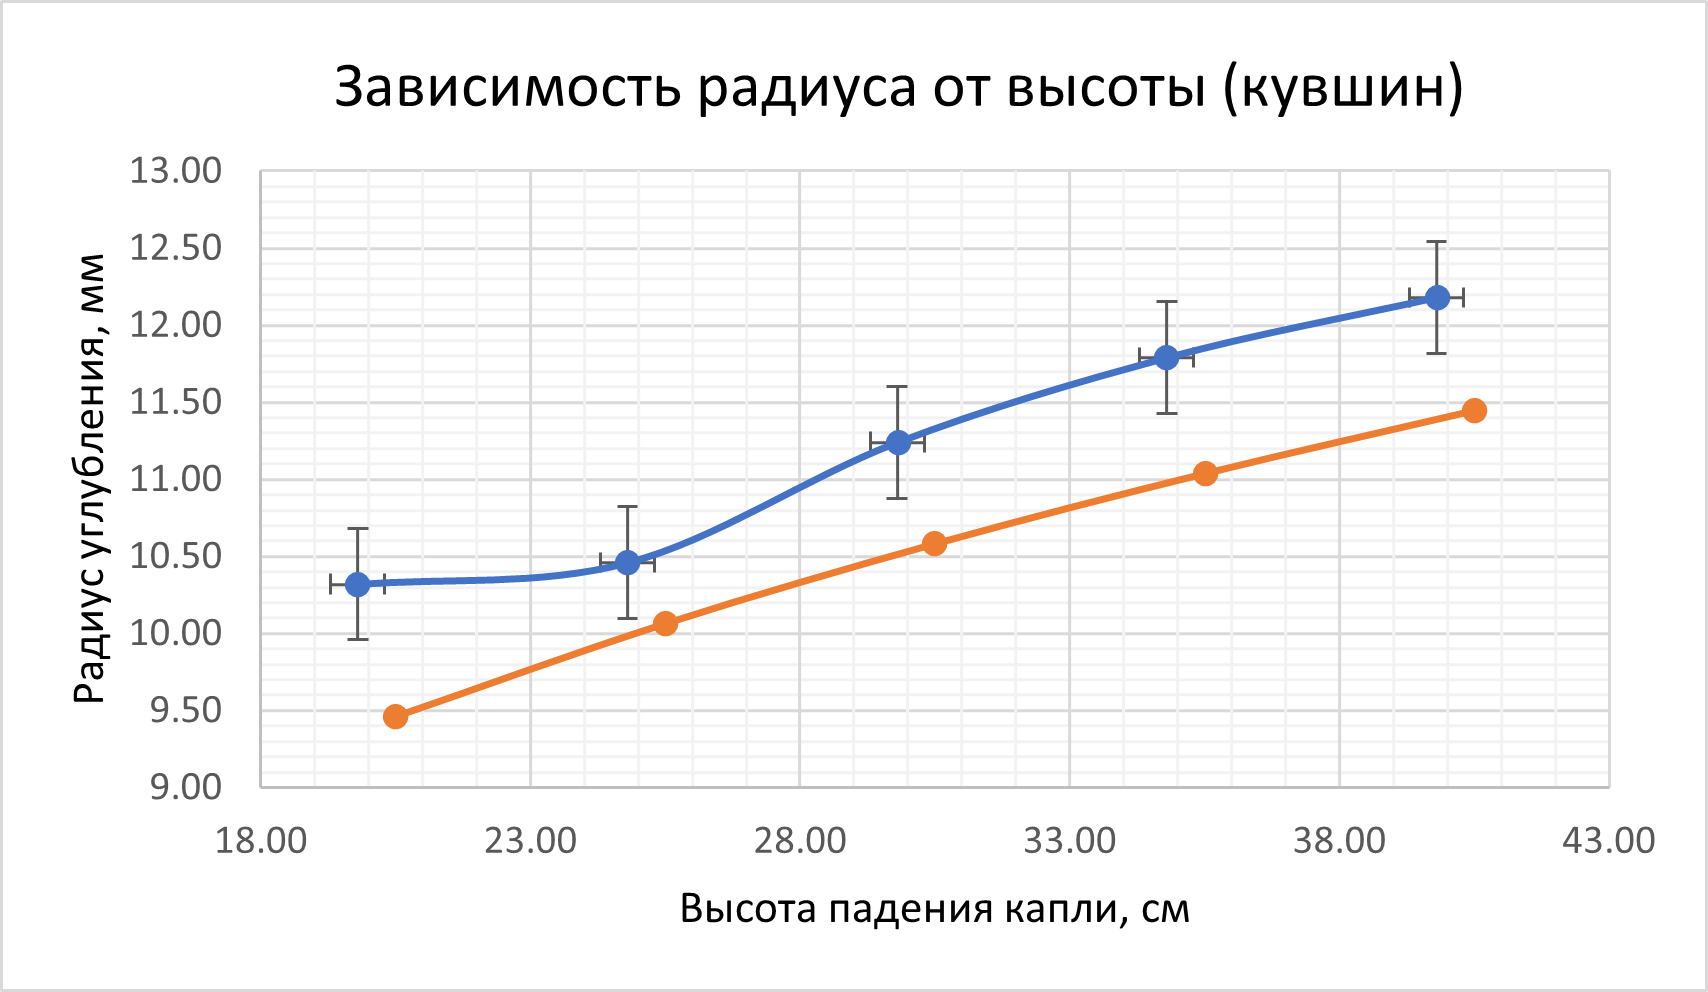 Зависимость радиуса от высоты (кувшин)
Радиус углубления, мм
13.00
12.50
12.00
11.50
11.00
10.50
10.00
9.50
9.00
18.00 23.00 28.00 33.00 38.00 43.00
Высота падения капли, см